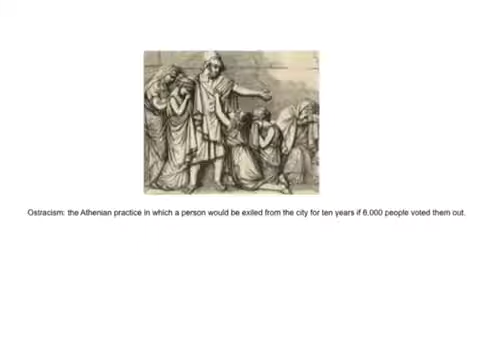 Ostracism: the Athenian practice in which a person would be exiled from the city for ten years if 6,000 people voted them out.